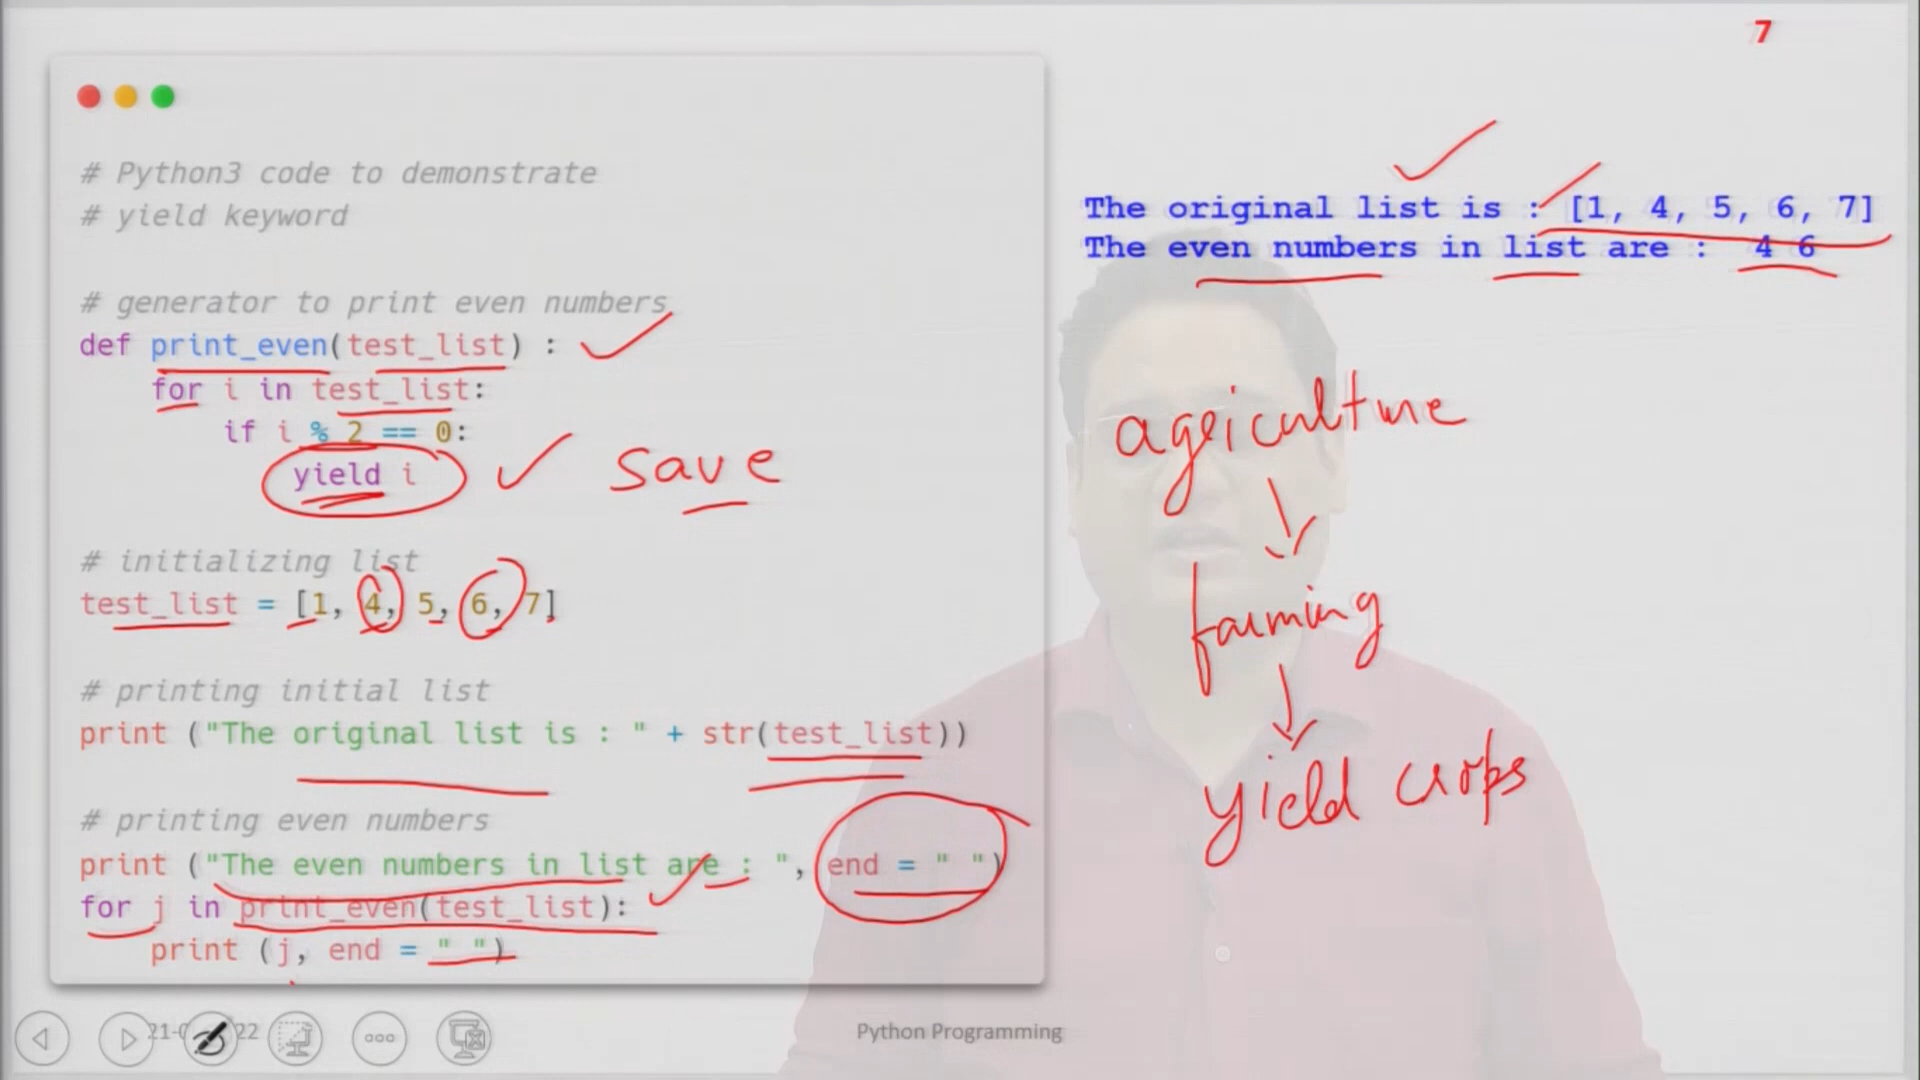 7
# Python3 code to demonstrate
# yield keyword
# generator to print even numbers
def print_even(test_list) :
for i in test_list:
if i % 2 == 0:
yield i
save
# initializing list
test_list = [1, 4, 5, 6, 7]
# printing initial list
print ("The original list is : " + str(test_list))
# printing even numbers
print ("The even numbers in list are : ", end = " ")
for j in print_even(test_list):
print (j, end = " ")
The original list is : [1, 4, 5, 6, 7]
The even numbers in list are : 4 6
agriculture
farming
yield crops
Python Programming